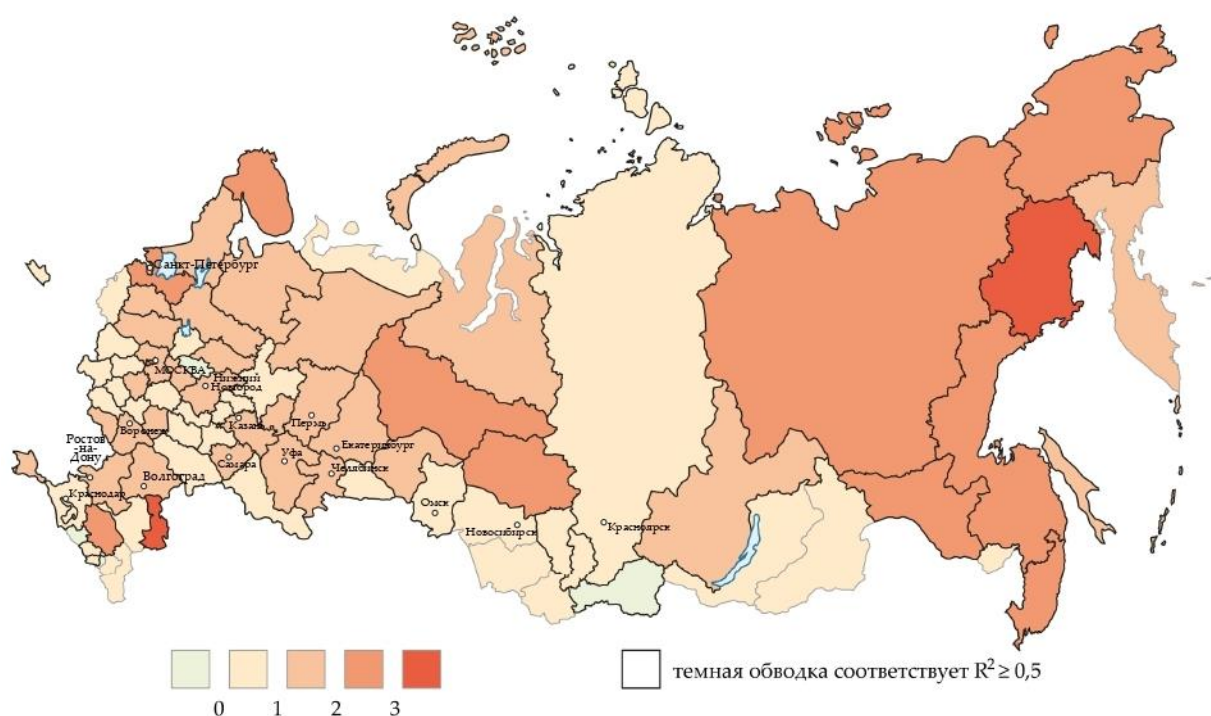 Санкт-Петербург
МОСКВА
Нижний
Новгород
Воронеж
Казань
Пермь
Екатеринбург
Ростов
-на-
Дону
Самара
Уфа
Челябинск
Волгоград
Краснодар
Омск
Новосибирск
Красноярск
темная обводка соответствует R² ≥ 0,5
0 1 2 3